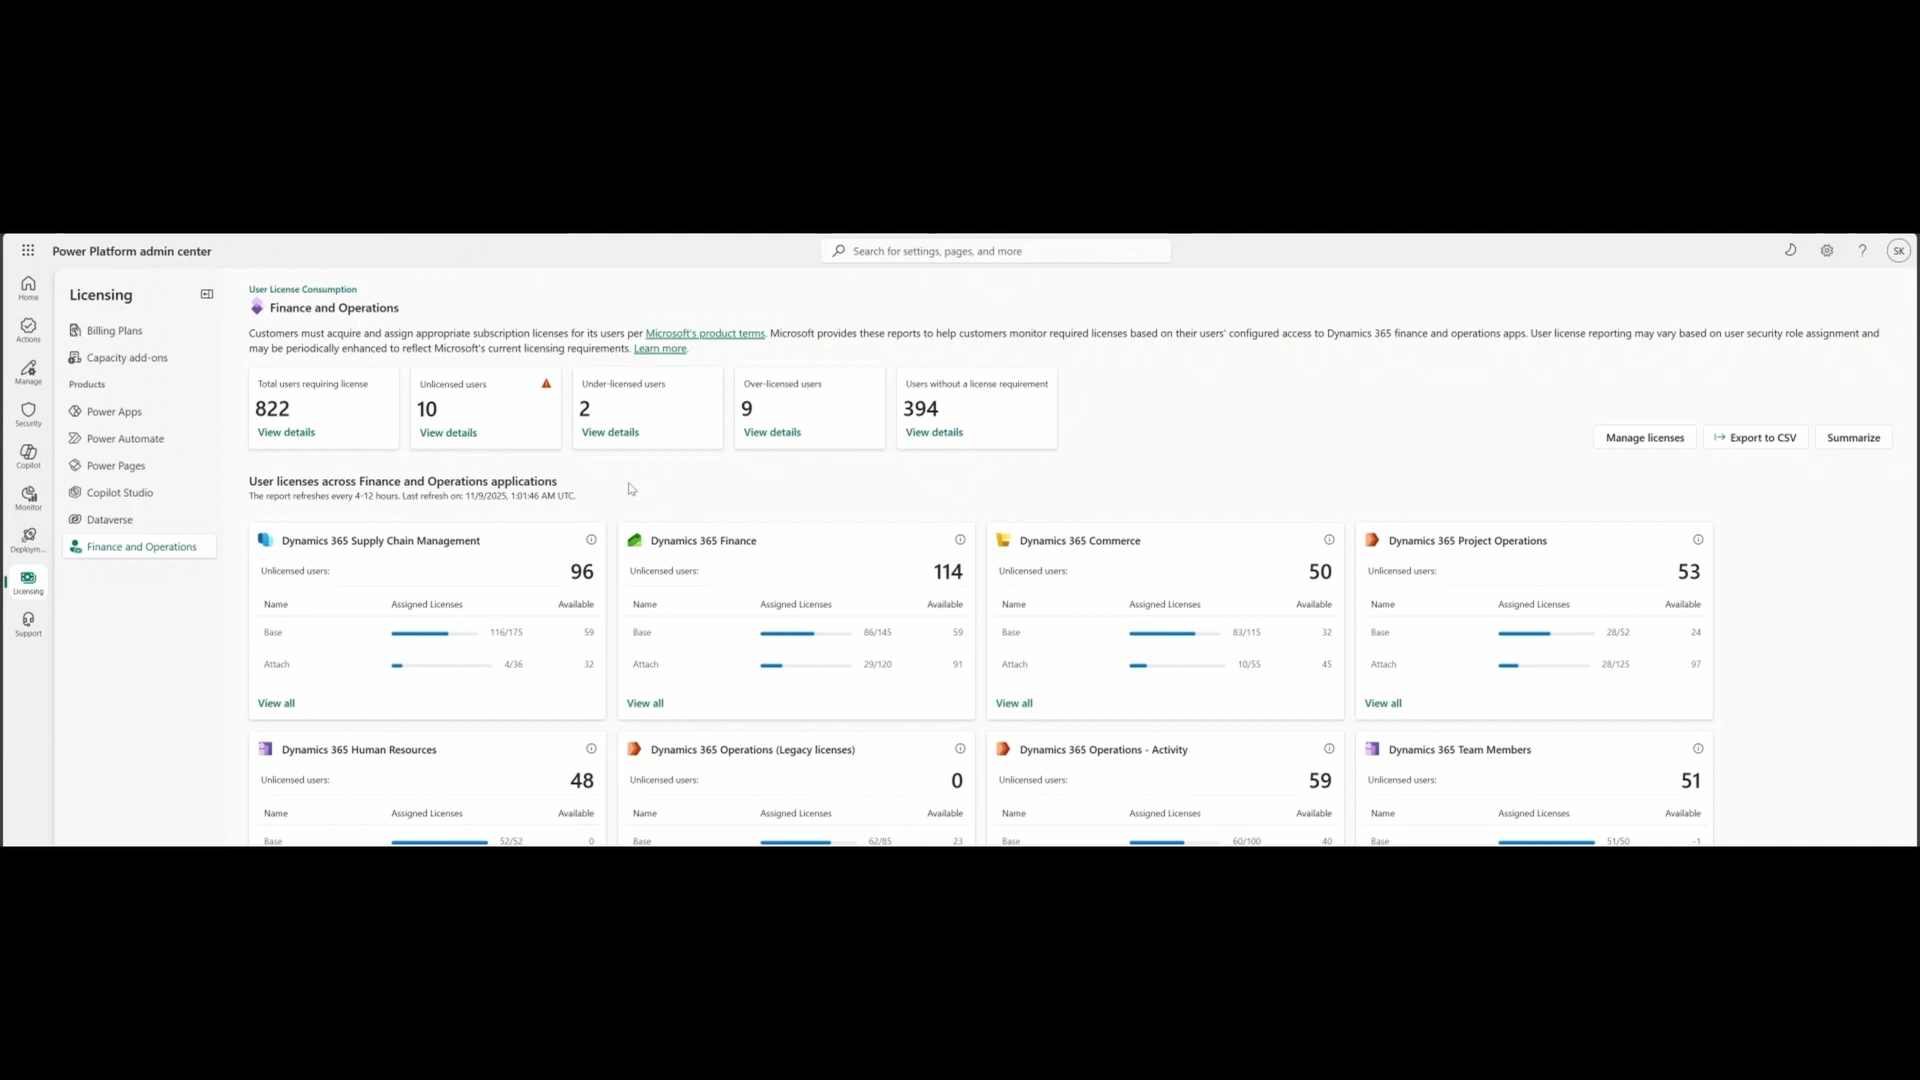 Power Platform admin center
Search for settings, pages, and more
SK
Home
Actions
Manage
Security
Copilot
Monitor
Deploym...
Licensing
Support
Licensing
Billing Plans
Capacity add-ons
Products
Power Apps
Power Automate
Power Pages
Copilot Studio
Dataverse
Finance and Operations
User License Consumption
Finance and Operations
Customers must acquire and assign appropriate subscription licenses for its users per Microsoft's product terms. Microsoft provides these reports to help customers monitor required licenses based on their users' configured access to Dynamics 365 finance and operations apps. User license reporting may vary based on user security role assignment and
may be periodically enhanced to reflect Microsoft's current licensing requirements. Learn more.
Total users requiring license
822
View details
Unlicensed users
10
View details
Under-licensed users
2
View details
Over-licensed users
9
View details
Users without a license requirement
394
View details
Manage licenses
Export to CSV
Summarize
User licenses across Finance and Operations applications
The report refreshes every 4-12 hours. Last refresh on: 11/9/2025, 1:01:46 AM UTC.
Dynamics 365 Supply Chain Management
Unlicensed users: 96
Name Assigned Licenses Available
Base 116/175 59
Attach 4/36 32
View all
Dynamics 365 Finance
Unlicensed users: 114
Name Assigned Licenses Available
Base 86/145 59
Attach 29/120 91
View all
Dynamics 365 Commerce
Unlicensed users: 50
Name Assigned Licenses Available
Base 83/115 32
Attach 10/55 45
View all
Dynamics 365 Project Operations
Unlicensed users: 53
Name Assigned Licenses Available
Base 28/52 24
Attach 28/125 97
View all
Dynamics 365 Human Resources
Unlicensed users: 48
Name Assigned Licenses Available
Base 52/52 0
Dynamics 365 Operations (Legacy licenses)
Unlicensed users: 0
Name Assigned Licenses Available
Base 62/85 23
Dynamics 365 Operations - Activity
Unlicensed users: 59
Name Assigned Licenses Available
Base 60/100 40
Dynamics 365 Team Members
Unlicensed users: 51
Name Assigned Licenses Available
Base 51/50 -1